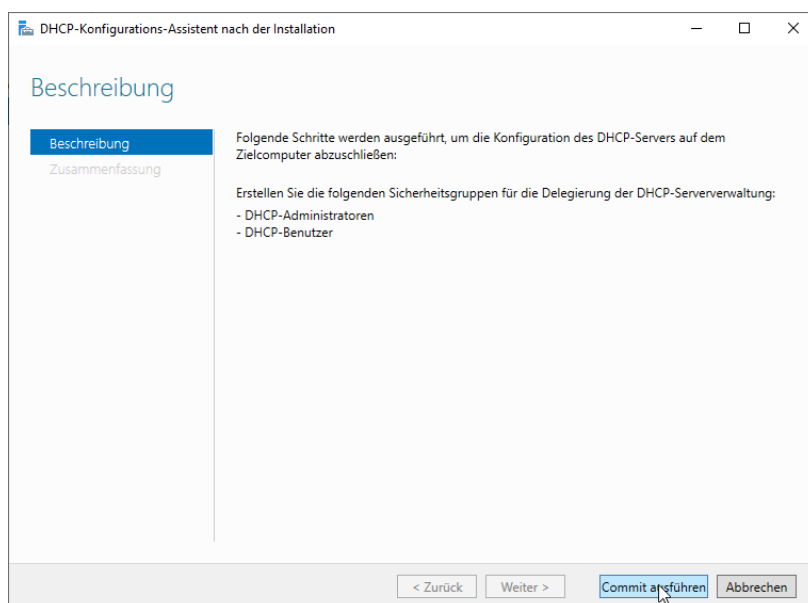 DHCP-Konfigurations-Assistent nach der Installation
Beschreibung
Beschreibung
Zusammenfassung
Folgende Schritte werden ausgeführt, um die Konfiguration des DHCP-Servers auf dem
Zielcomputer abzuschließen:
Erstellen Sie die folgenden Sicherheitsgruppen für die Delegierung der DHCP-Serververwaltung:
- DHCP-Administratoren
- DHCP-Benutzer
< Zurück
Weiter >
Commit ausführen
Abbrechen